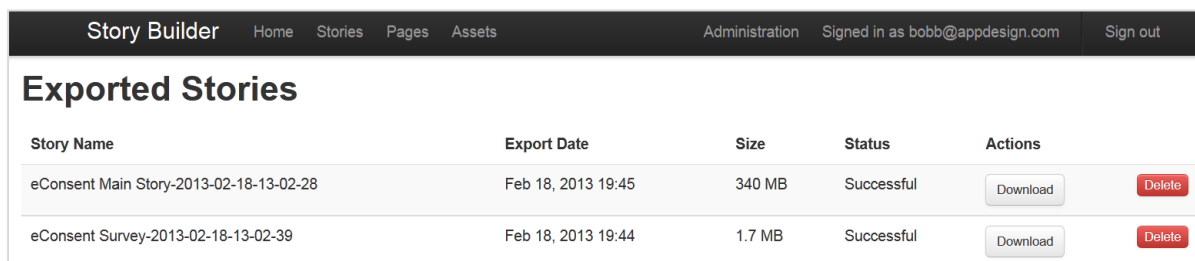 Story Builder Home Stories Pages Assets Administration Signed in as bobb@appdesign.com Sign out
Exported Stories
Story Name Export Date Size Status Actions
eConsent Main Story-2013-02-18-13-02-28 Feb 18, 2013 19:45 340 MB Successful Download Delete
eConsent Survey-2013-02-18-13-02-39 Feb 18, 2013 19:44 1.7 MB Successful Download Delete